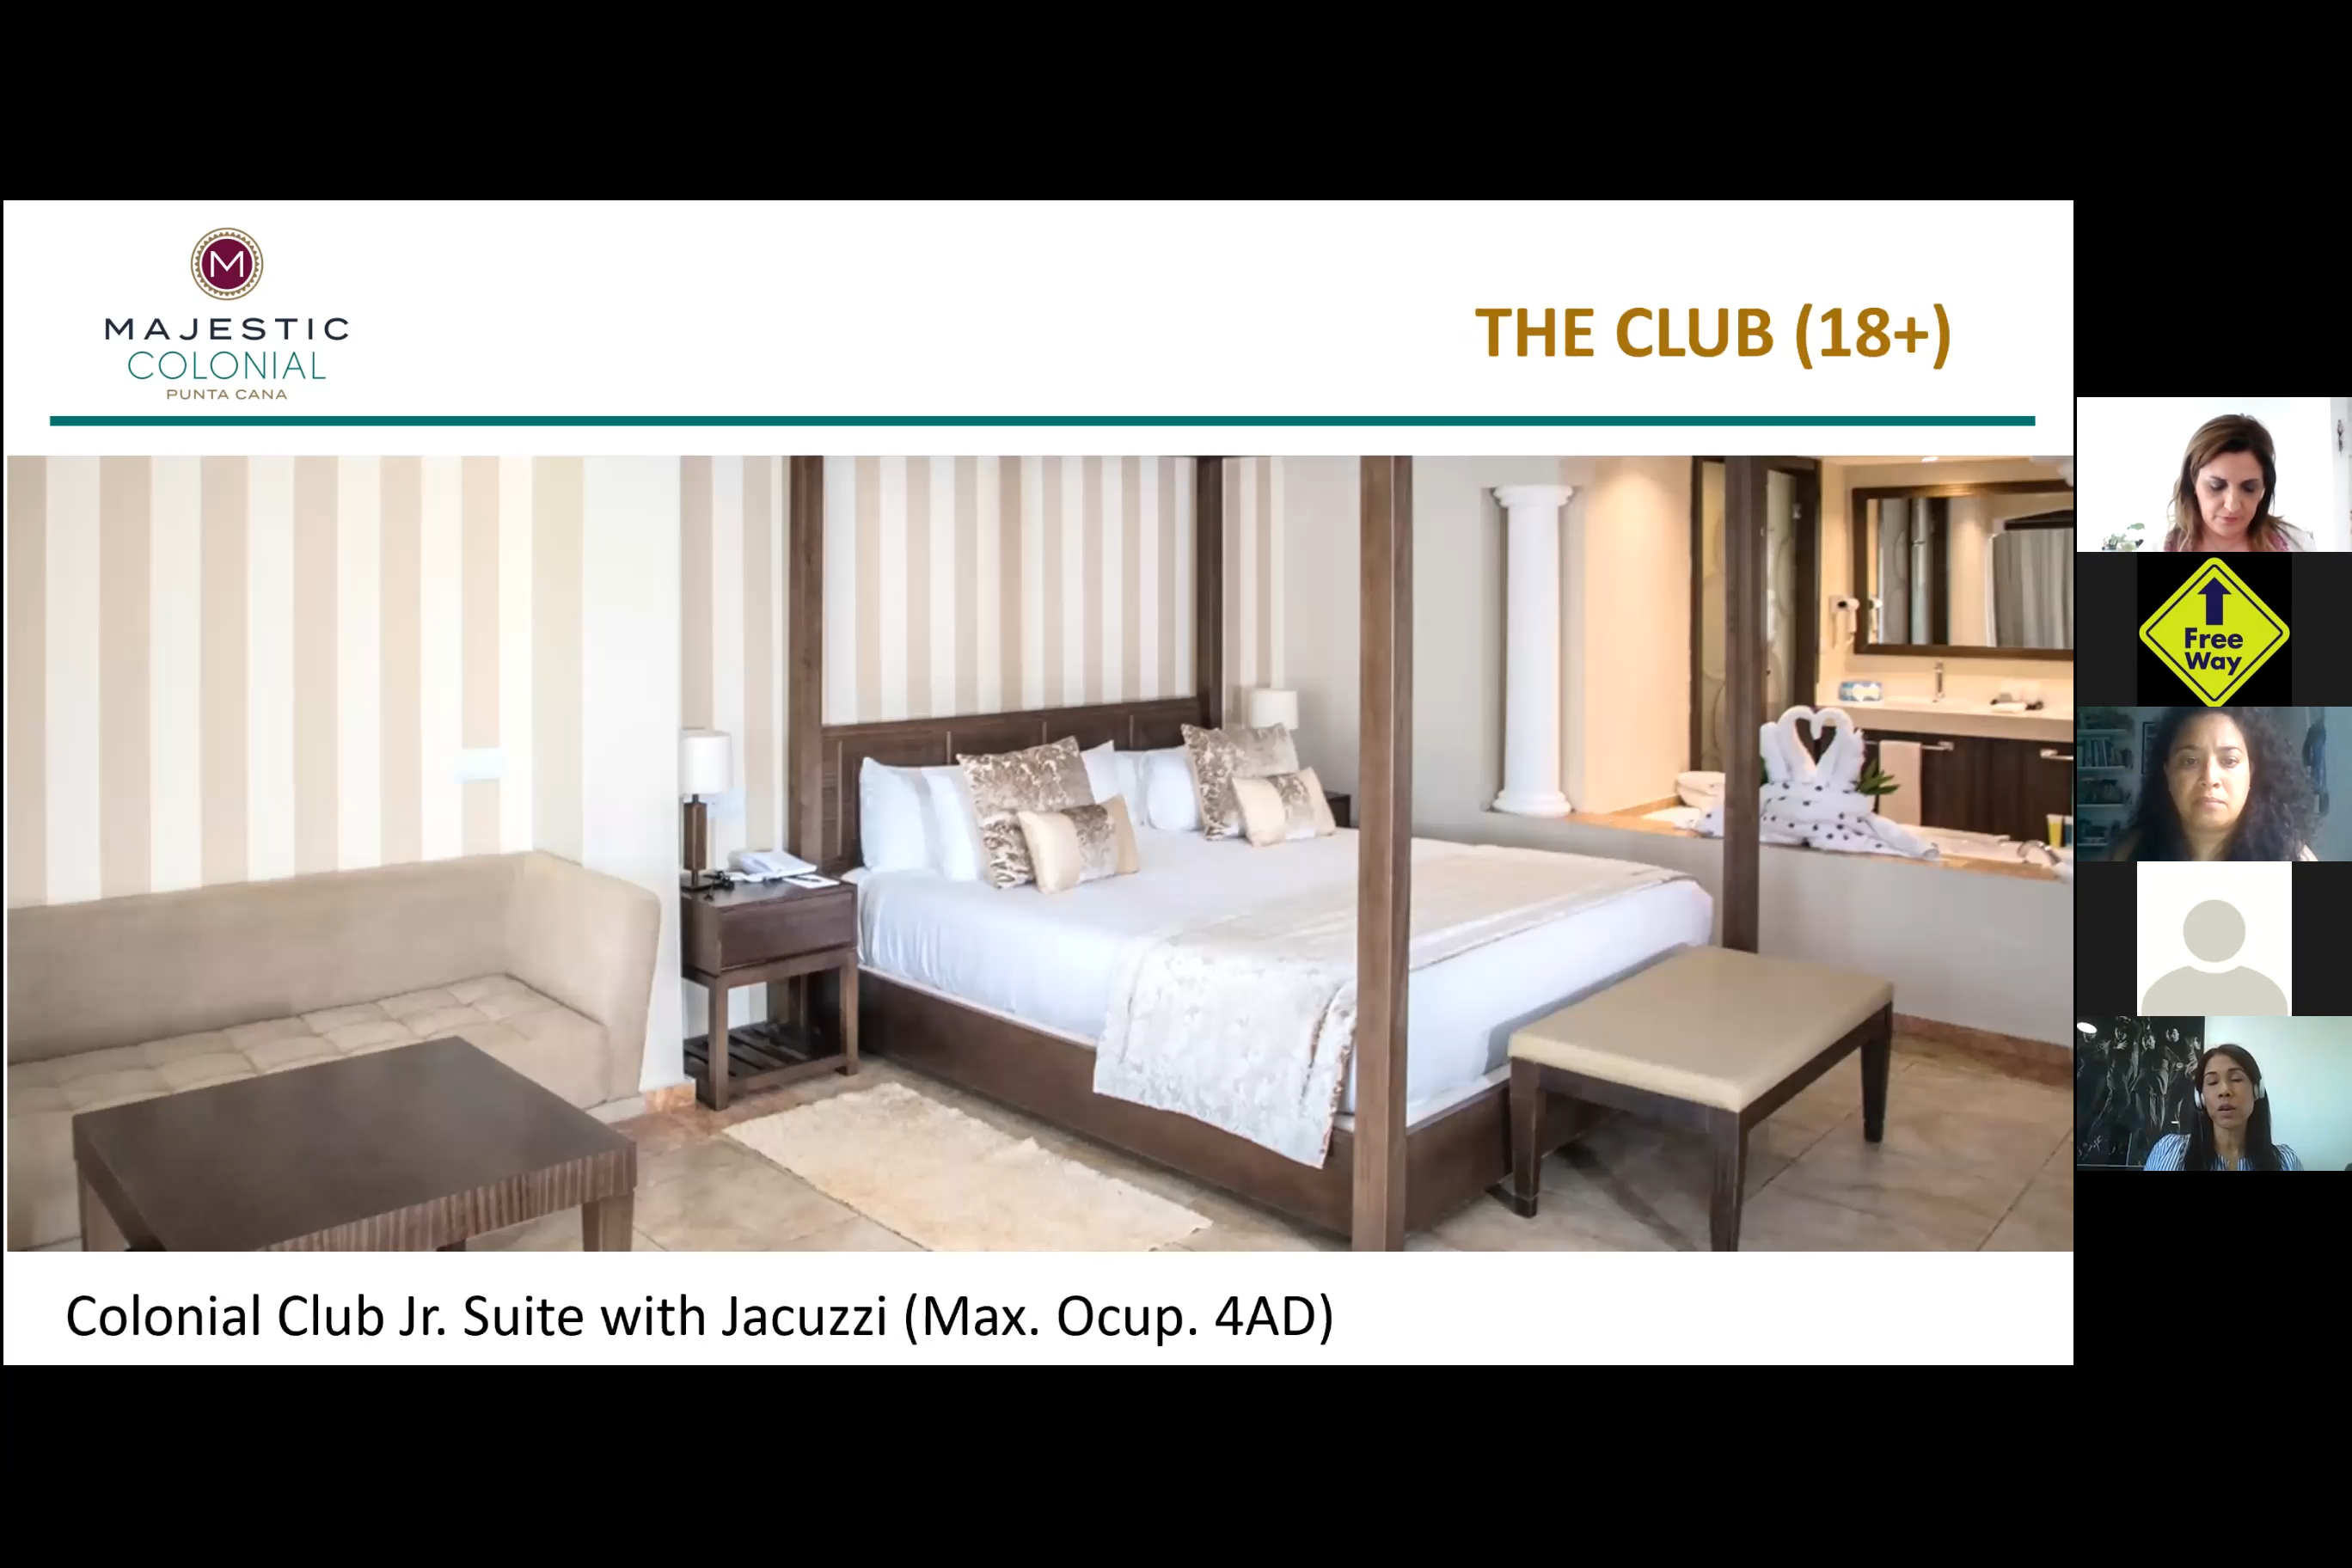 M
MAJESTIC
COLONIAL
PUNTA CANA
THE CLUB (18+)
Free
Way
Colonial Club Jr. Suite with Jacuzzi (Max. Ocup. 4AD)